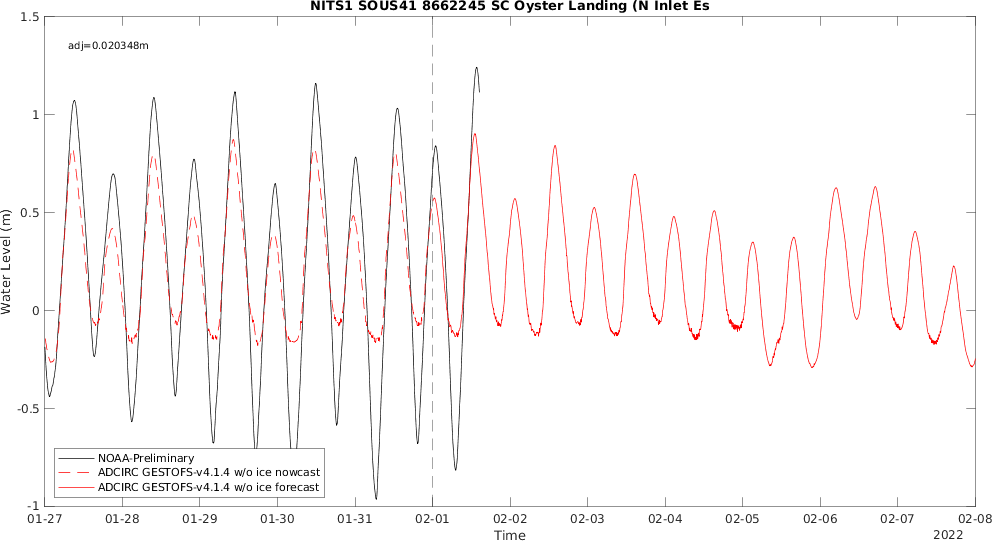 NITS1 SOUS41 8662245 SC Oyster Landing (N Inlet Es
adj=0.020348m
Water Level (m)
1.5
1
0.5
0
-0.5
-1
NOAA-Preliminary
ADCIRC GESTOFS-v4.1.4 w/o ice nowcast
ADCIRC GESTOFS-v4.1.4 w/o ice forecast
01-27 01-28 01-29 01-30 01-31 02-01 02-02 02-03 02-04 02-05 02-06 02-07 02-08
Time
2022